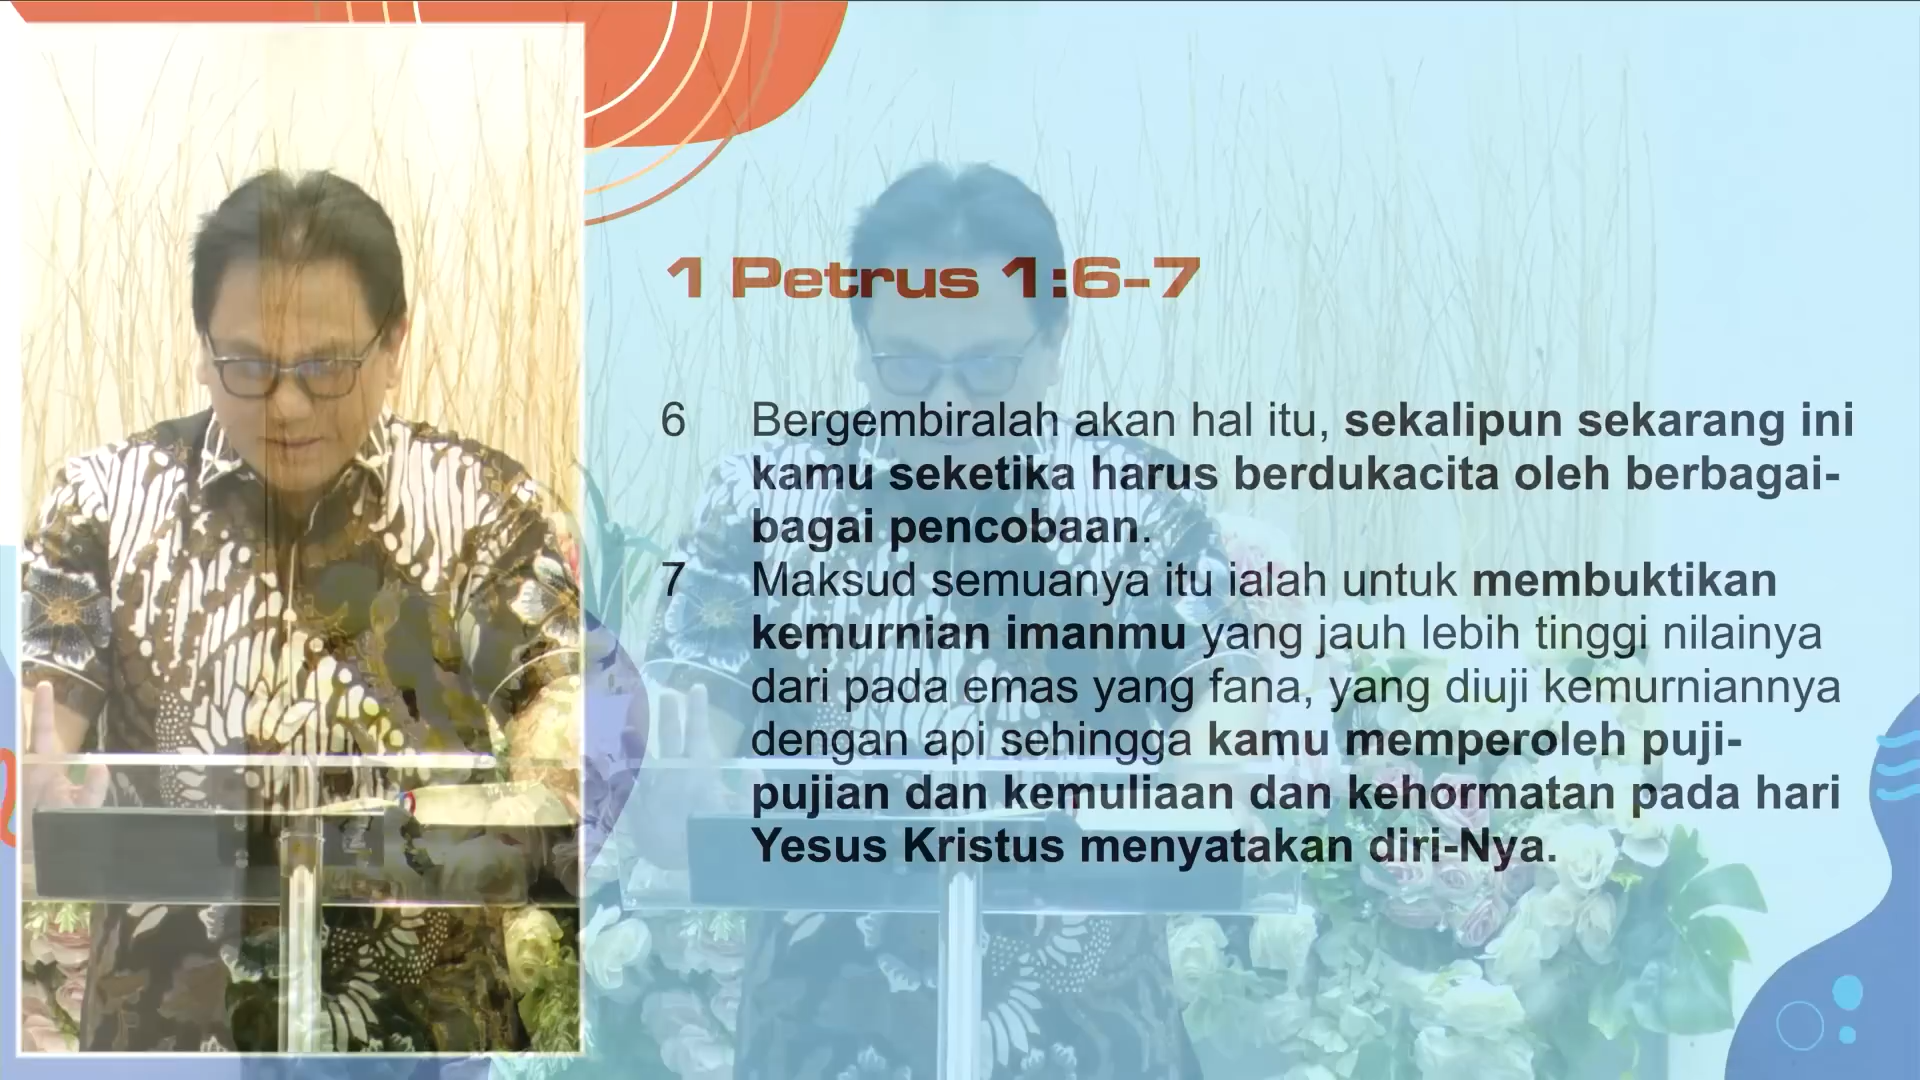 1 Petrus 1:6-7
6 Bergembiralah akan hal itu, sekalipun sekarang ini
kamu seketika harus berdukacita oleh berbagai-
bagai pencobaan.
7 Maksud semuanya itu ialah untuk membuktikan
kemurnian imanmu yang jauh lebih tinggi nilainya
dari pada emas yang fana, yang diuji kemurniannya
dengan api sehingga kamu memperoleh puji-
pujian dan kemuliaan dan kehormatan pada hari
Yesus Kristus menyatakan diri-Nya.